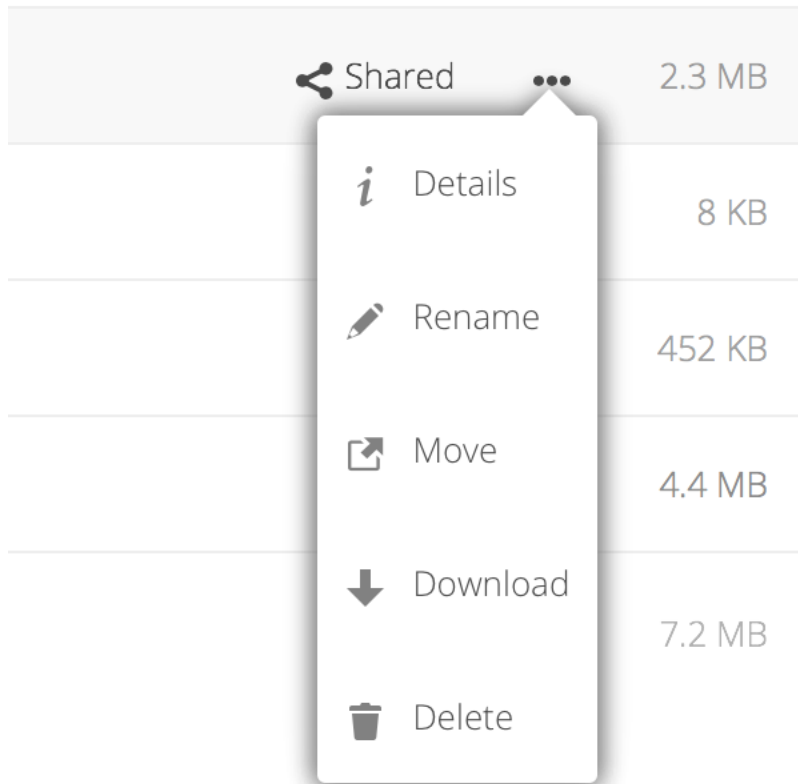 Shared 2.3 MB
Details
8 KB
Rename
452 KB
Move
4.4 MB
Download
7.2 MB
Delete